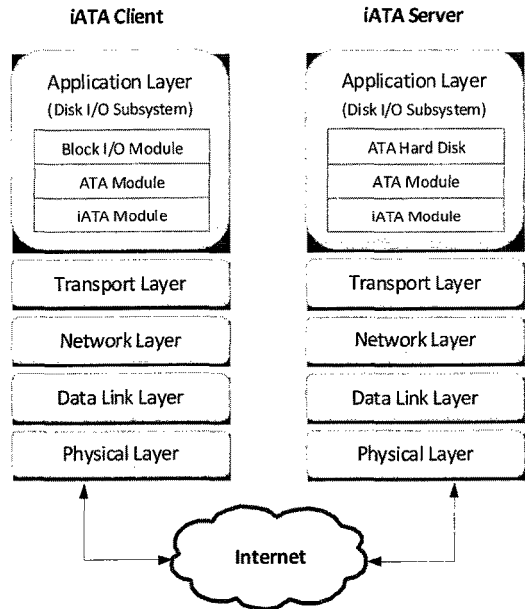 iATA Client
Application Layer
(Disk I/O Subsystem)
Block I/O Module
ATA Module
iATA Module
Transport Layer
Network Layer
Data Link Layer
Physical Layer
iATA Server
Application Layer
(Disk I/O Subsystem)
ATA Hard Disk
ATA Module
iATA Module
Transport Layer
Network Layer
Data Link Layer
Physical Layer
Internet